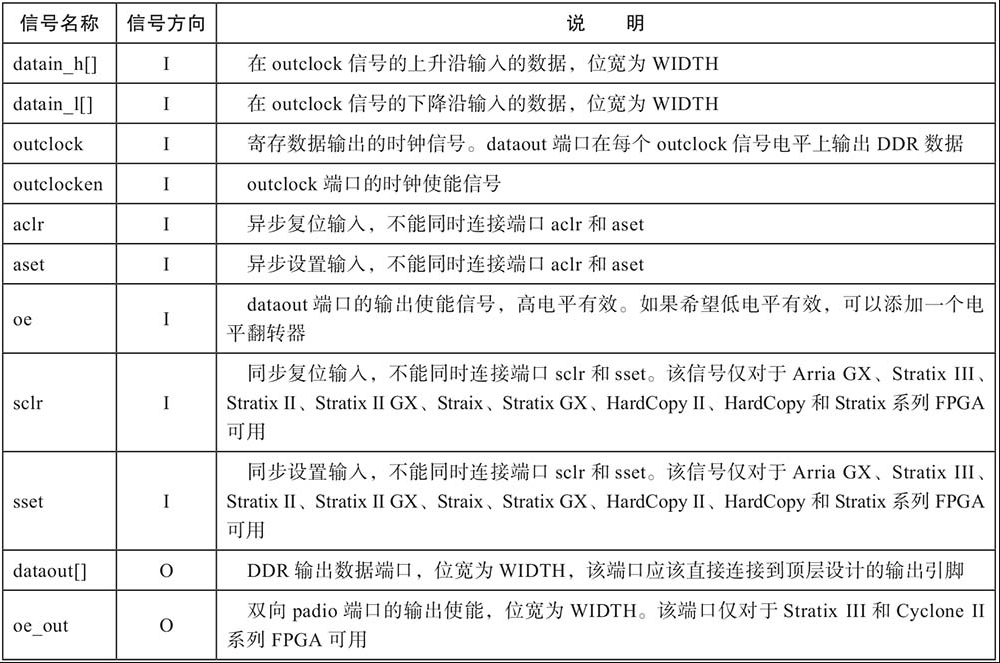 信号名称 信号方向 说 明
datain_h[] I 在 outclock 信号的上升沿输入的数据，位宽为 WIDTH
datain_l[] I 在 outclock 信号的下降沿输入的数据，位宽为 WIDTH
outclock I 寄存数据输出的时钟信号。dataout 端口在每个 outclock 信号电平上输出 DDR 数据
outclocken I outclock 端口的时钟使能信号
aclr I 异步复位输入，不能同时连接端口 aclr 和 aset
aset I 异步设置输入，不能同时连接端口 aclr 和 aset
oe I dataout 端口的输出使能信号，高电平有效。如果希望低电平有效，可以添加一个电
平翻转器
sclr I 同步复位输入，不能同时连接端口 sclr 和 sset。该信号仅对于 Arria GX、Stratix III、
Stratix II、Stratix II GX、Straix、Stratix GX、HardCopy II、HardCopy 和 Stratix 系列 FPGA
可用
sset I 同步设置输入，不能同时连接端口 sclr 和 sset。该信号仅对于 Arria GX、Stratix III、
Stratix II、Stratix II GX、Straix、Stratix GX、HardCopy II、HardCopy 和 Stratix 系列 FPGA
可用
dataout[] O DDR 输出数据端口，位宽为 WIDTH，该端口应该直接连接到顶层设计的输出引脚
oe_out O 双向 padio 端口的输出使能，位宽为 WIDTH。该端口仅对于 Stratix III 和 Cyclone II
系列 FPGA 可用